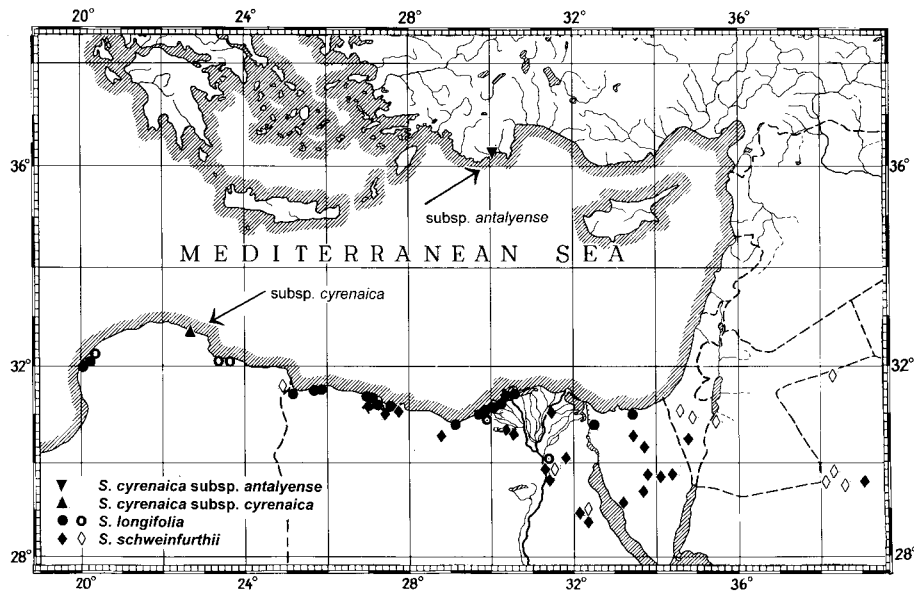 20° 24° 28° 32° 36°
36° 36°
subsp. antalyense
MEDITERRANEAN SEA
subsp. cyrenaica
32° 32°
S. cyrenaica subsp. antalyense
S. cyrenaica subsp. cyrenaica
S. longifolia
S. schweinfurthii
28° 28°
20° 24° 28° 32° 36°